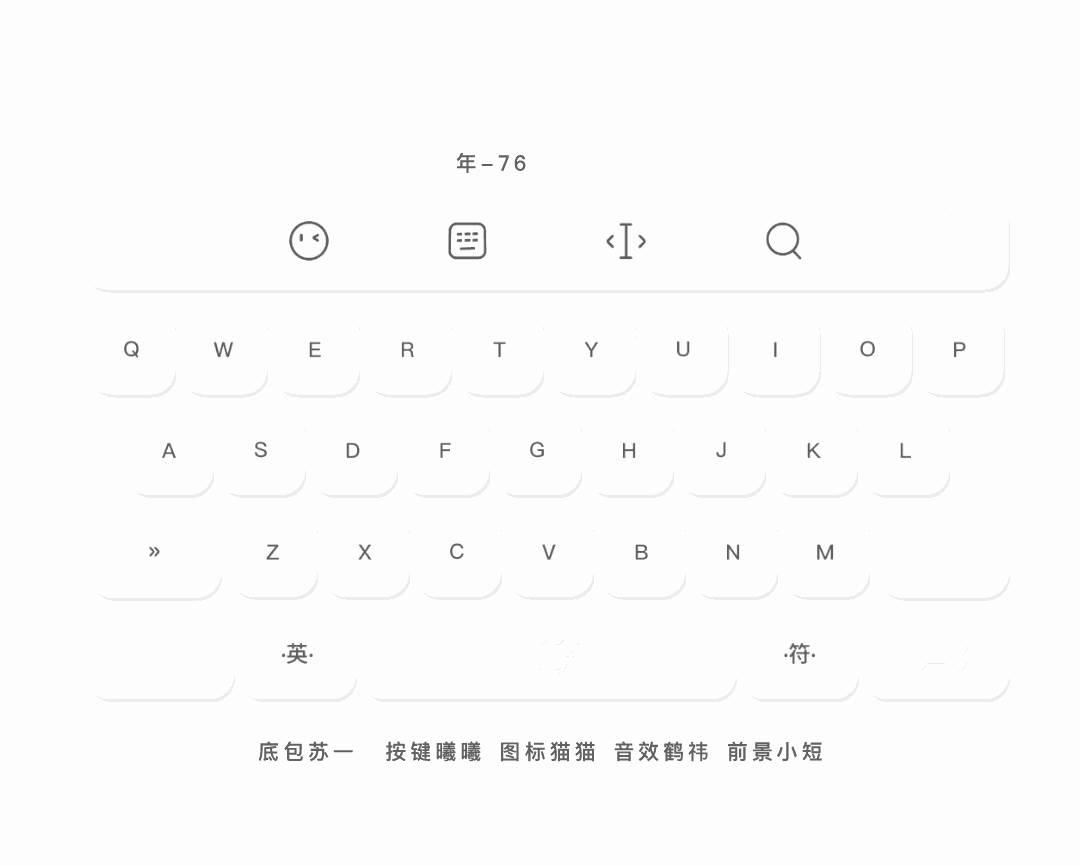 年–76
Q W E R T Y U I O P
A S D F G H J K L
» Z X C V B N M
·英· ·符·
底包苏一 按键曦曦 图标猫猫 音效鹤祎 前景小短